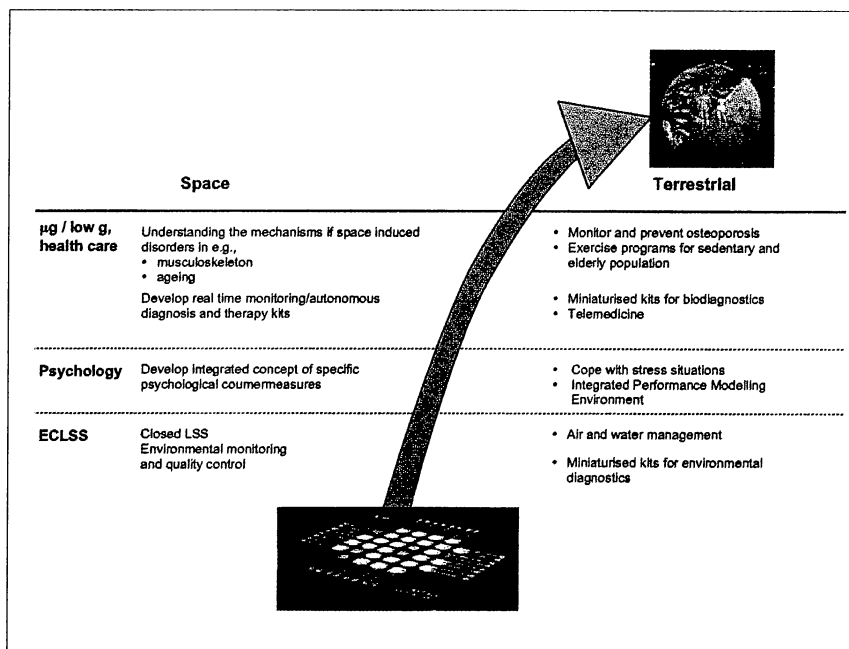 Space
Terrestrial
µg / low g,
health care
Understanding the mechanisms if space induced
disorders in e.g.,
• musculoskeleton
• ageing
Develop real time monitoring/autonomous
diagnosis and therapy kits
• Monitor and prevent osteoporosis
• Exercise programs for sedentary and
elderly population
• Miniaturised kits for biodiagnostics
• Telemedicine
Psychology
Develop integrated concept of specific
psychological coumermeasures
• Cope with stress situations
• Integrated Performance Modelling
Environment
ECLSS
Closed LSS
Environmental monitoring
and quality control
• Air and water management
• Miniaturised kits for environmental
diagnostics